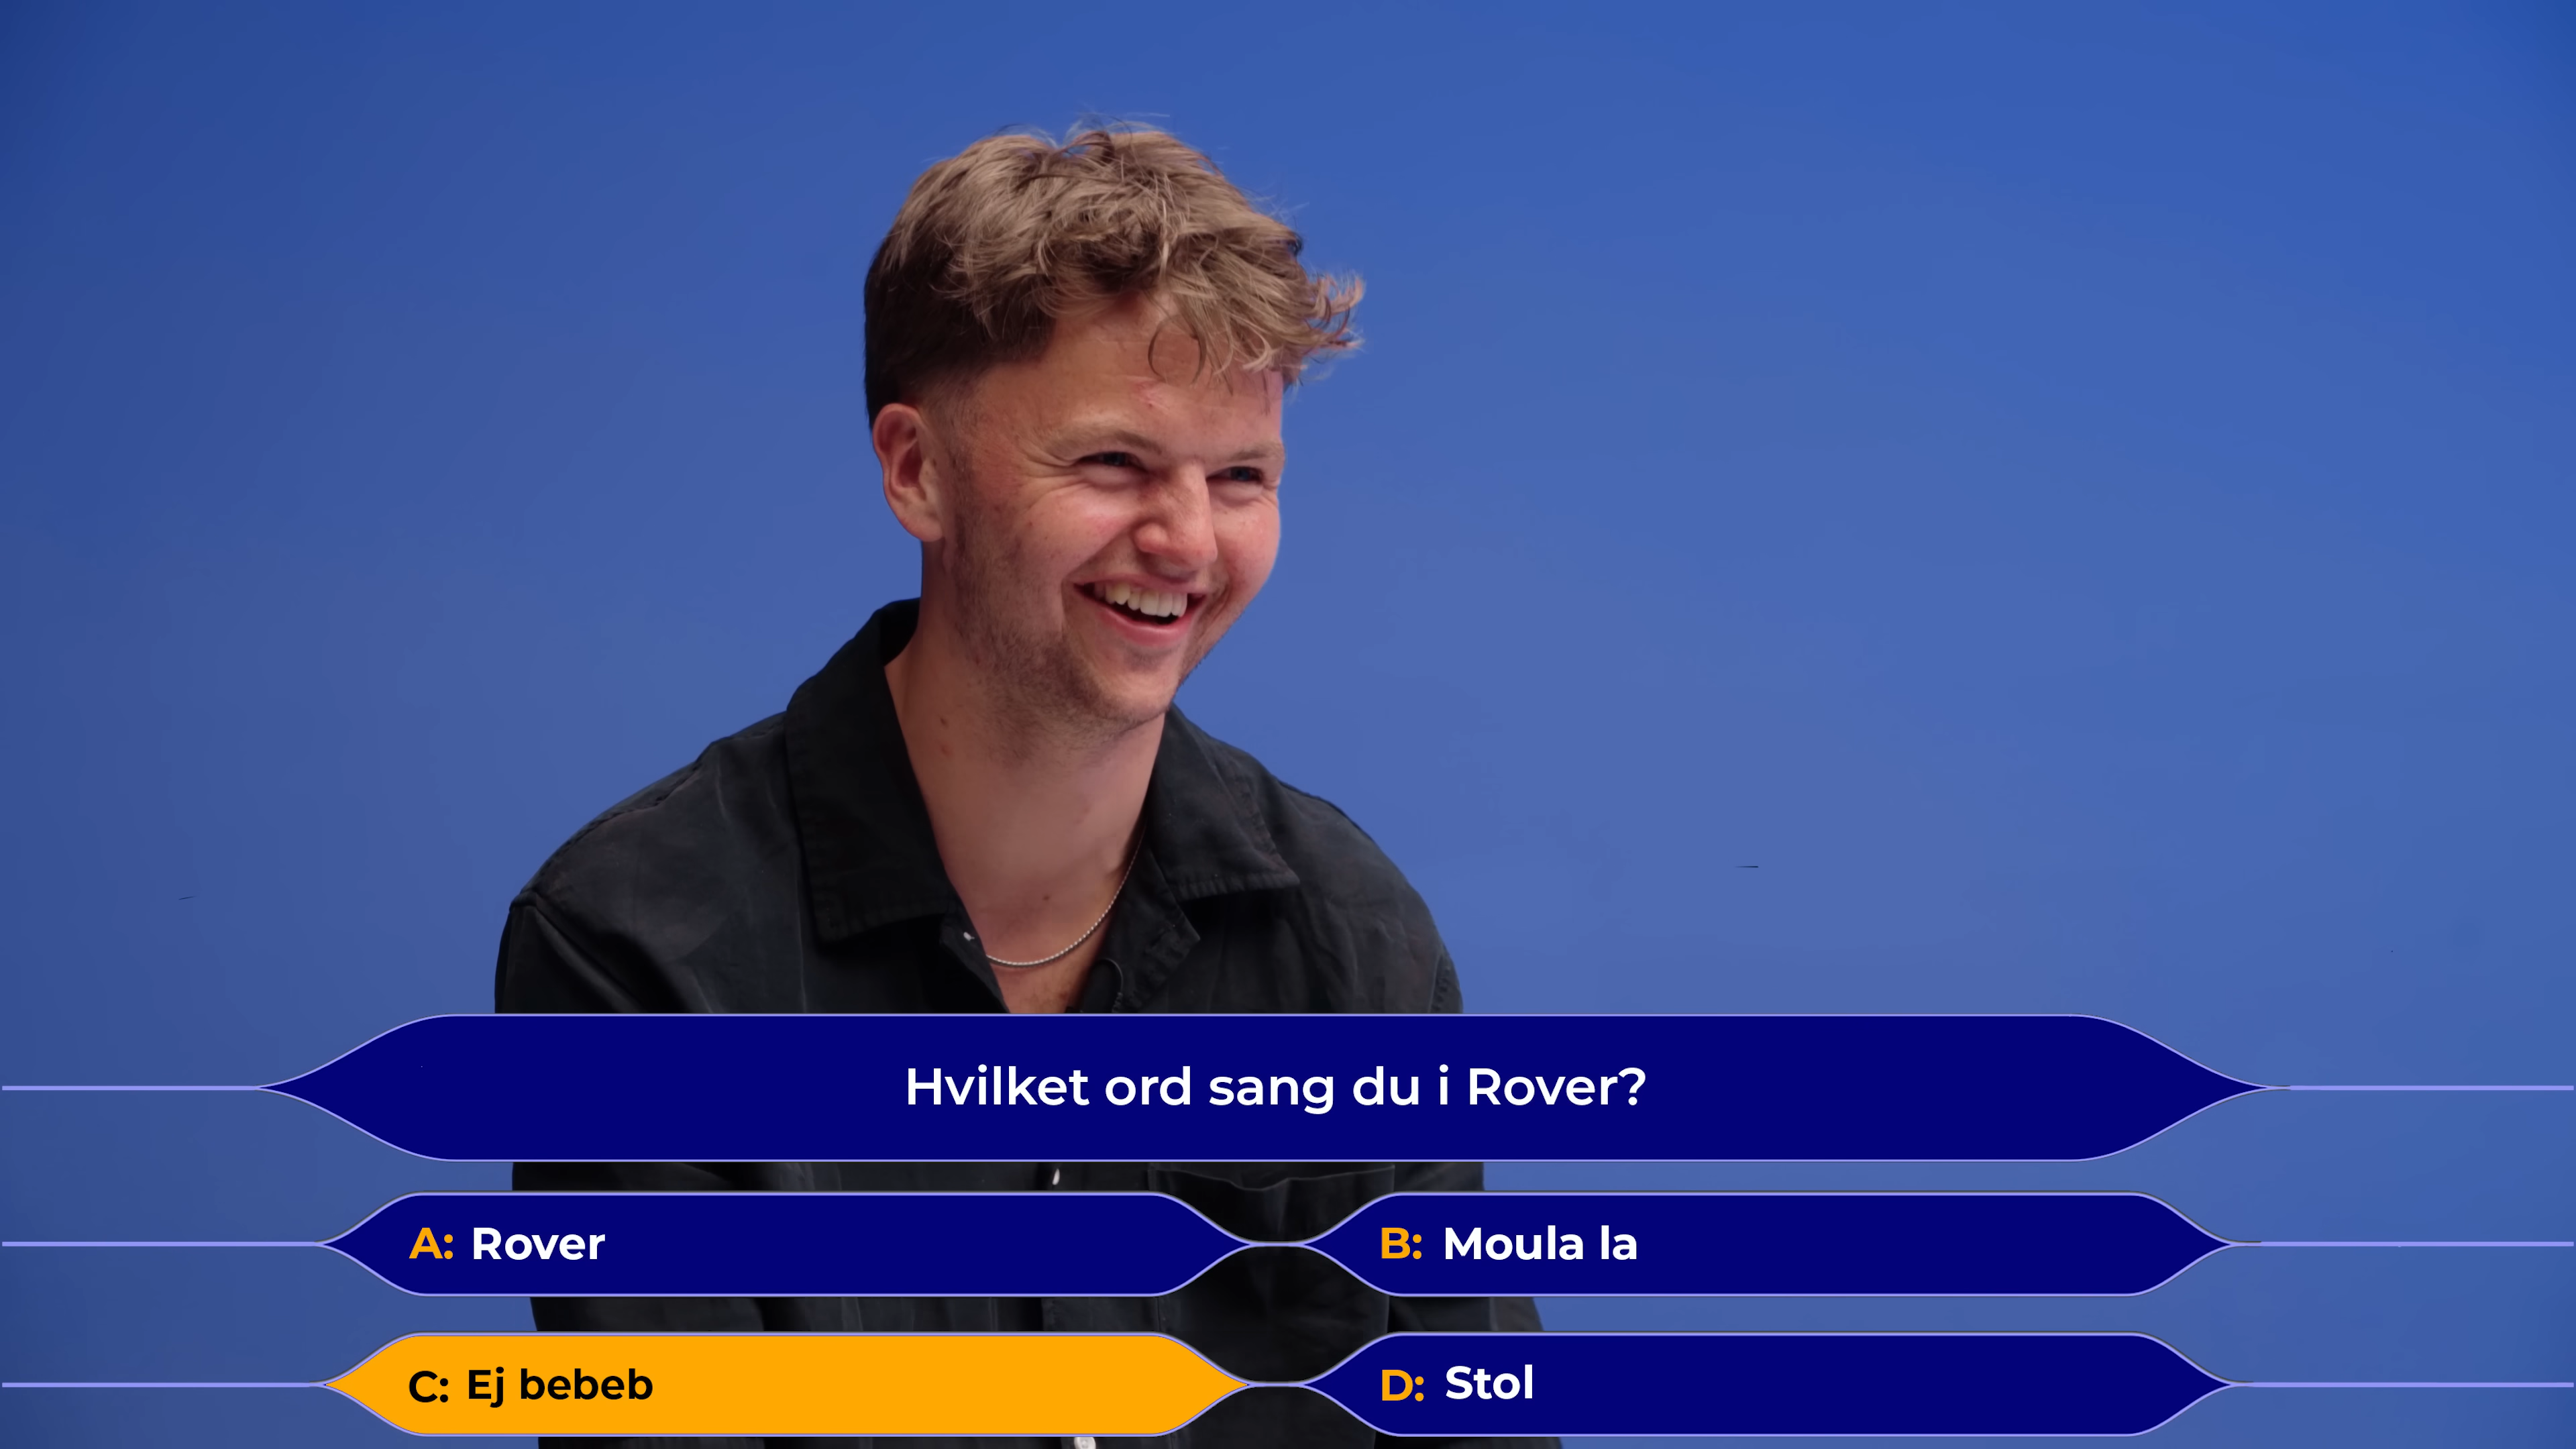 Hvilket ord sang du i Rover?
A: Rover
B: Moula la
C: Ej bebeb
D: Stol